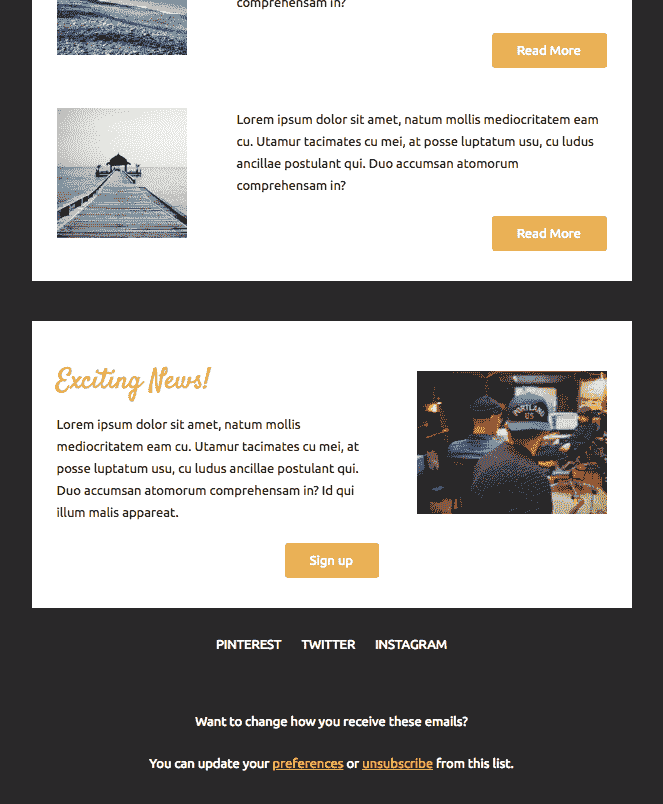 comprehensam in?
Read More
Lorem ipsum dolor sit amet, natum mollis mediocritatem eam
cu. Utamur tacimates cu mei, at posse luptatum usu, cu ludus
ancillae postulant qui. Duo accumsan atomorum
comprehensam in?
Read More
Exciting News!
Lorem ipsum dolor sit amet, natum mollis
mediocritatem eam cu. Utamur tacimates cu mei, at
posse luptatum usu, cu ludus ancillae postulant qui.
Duo accumsan atomorum comprehensam in? Id qui
illum malis appareat.
PORTLAND
US
Sign up
PINTEREST TWITTER INSTAGRAM
Want to change how you receive these emails?
You can update your preferences or unsubscribe from this list.